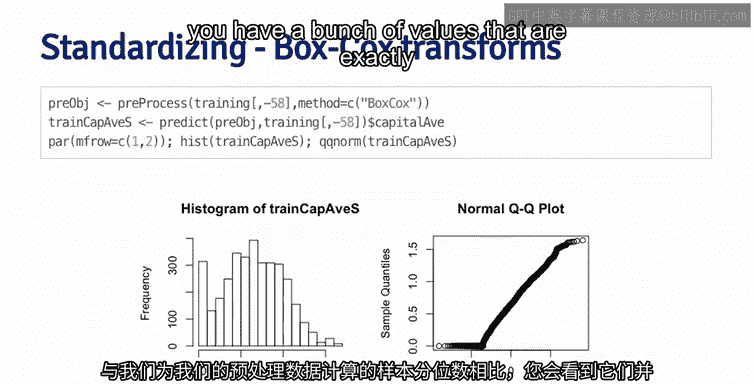 you have a bunch of values that are
exactly
Standardizing - Box-Cox transforms
preObj <- preProcess(training[,-58],method=c("BoxCox"))
trainCapAveS <- predict(preObj,training[,-58])$capitalAve
par(mfrow=c(1,2)); hist(trainCapAveS); qqnorm(trainCapAveS)
Histogram of trainCapAveS
Normal Q-Q Plot
Frequency
0
100
300
Sample Quantiles
0.0
0.5
1.0
1.5
与我们为我们的预处理数据计算的样本分位数相比；您会看到它们并